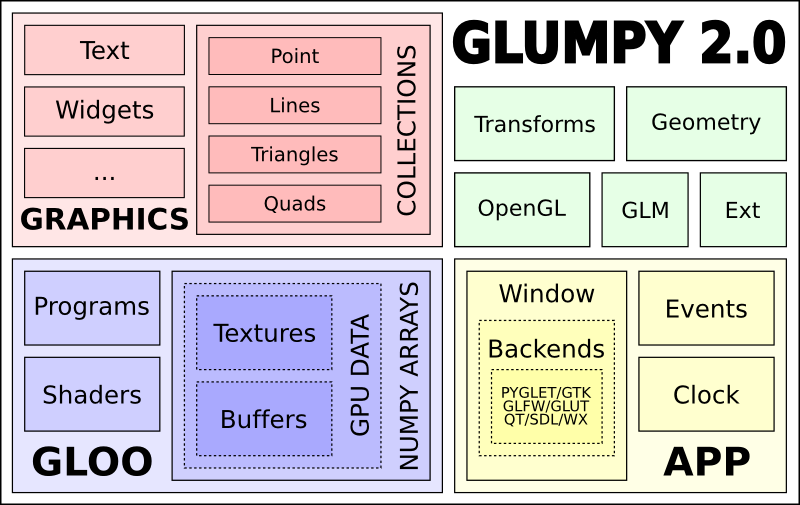 GLUMPY 2.0
Text
Widgets
...
GRAPHICS
Point
Lines
Triangles
Quads
COLLECTIONS
Transforms
Geometry
OpenGL
GLM
Ext
Programs
Shaders
GLOO
Textures
Buffers
GPU DATA
NUMPY ARRAYS
Window
Backends
PYGLET/GTK
GLFW/GLUT
QT/SDL/WX
Events
Clock
APP